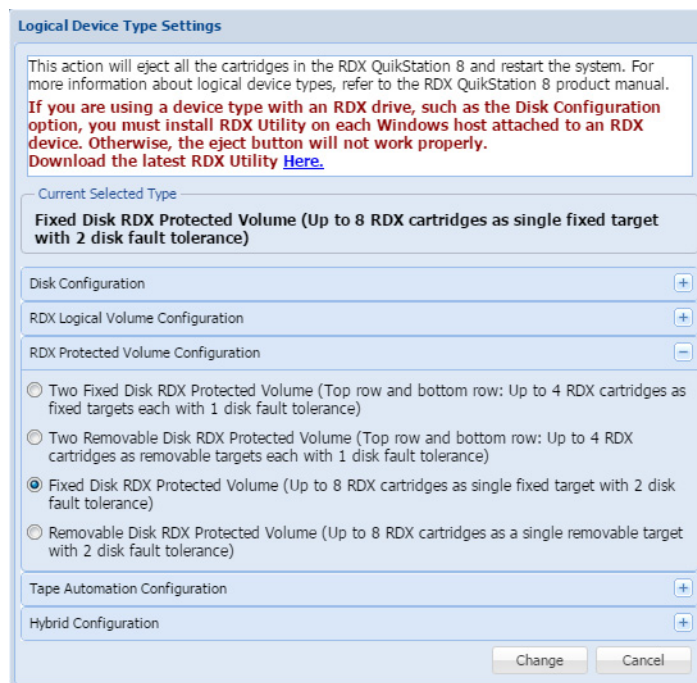 Logical Device Type Settings
This action will eject all the cartridges in the RDX QuikStation 8 and restart the system. For
more information about logical device types, refer to the RDX QuikStation 8 product manual.
If you are using a device type with an RDX drive, such as the Disk Configuration
option, you must install RDX Utility on each Windows host attached to an RDX
device. Otherwise, the eject button will not work properly.
Download the latest RDX Utility Here.
Current Selected Type
Fixed Disk RDX Protected Volume (Up to 8 RDX cartridges as single fixed target
with 2 disk fault tolerance)
Disk Configuration
RDX Logical Volume Configuration
RDX Protected Volume Configuration
Two Fixed Disk RDX Protected Volume (Top row and bottom row: Up to 4 RDX cartridges as
fixed targets each with 1 disk fault tolerance)
Two Removable Disk RDX Protected Volume (Top row and bottom row: Up to 4 RDX
cartridges as removable targets each with 1 disk fault tolerance)
Fixed Disk RDX Protected Volume (Up to 8 RDX cartridges as single fixed target with 2 disk
fault tolerance)
Removable Disk RDX Protected Volume (Up to 8 RDX cartridges as a single removable target
with 2 disk fault tolerance)
Tape Automation Configuration
Hybrid Configuration
Change Cancel